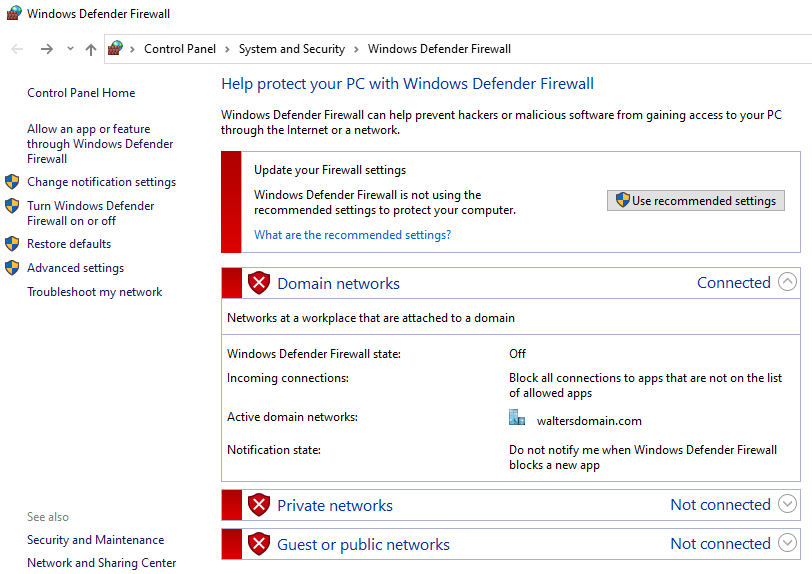 Windows Defender Firewall
Control Panel > System and Security > Windows Defender Firewall
Control Panel Home
Allow an app or feature
through Windows Defender
Firewall
Change notification settings
Turn Windows Defender
Firewall on or off
Restore defaults
Advanced settings
Troubleshoot my network
See also
Security and Maintenance
Network and Sharing Center
Help protect your PC with Windows Defender Firewall
Windows Defender Firewall can help prevent hackers or malicious software from gaining access to your PC
through the Internet or a network.
Update your Firewall settings
Windows Defender Firewall is not using the
recommended settings to protect your computer.
Use recommended settings
What are the recommended settings?
Domain networks Connected
Networks at a workplace that are attached to a domain
Windows Defender Firewall state: Off
Incoming connections: Block all connections to apps that are not on the list
of allowed apps
Active domain networks: waltersdomain.com
Notification state: Do not notify me when Windows Defender Firewall
blocks a new app
Private networks Not connected
Guest or public networks Not connected